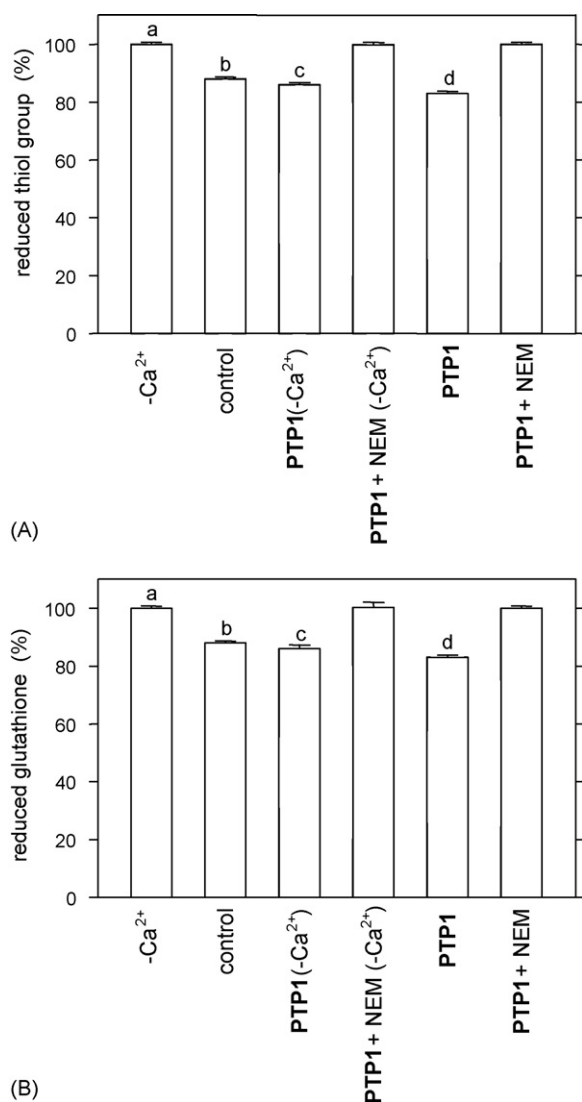 reduced thiol group (%)
100
80
60
40
20
0
a
b
c
d
-Ca²⁺
control
PTP1(-Ca²⁺)
PTP1 + NEM (-Ca²⁺)
PTP1
PTP1 + NEM
(A)
reduced glutathione (%)
100
80
60
40
20
0
a
b
c
d
-Ca²⁺
control
PTP1 (-Ca²⁺)
PTP1 + NEM (-Ca²⁺)
PTP1
PTP1 + NEM
(B)